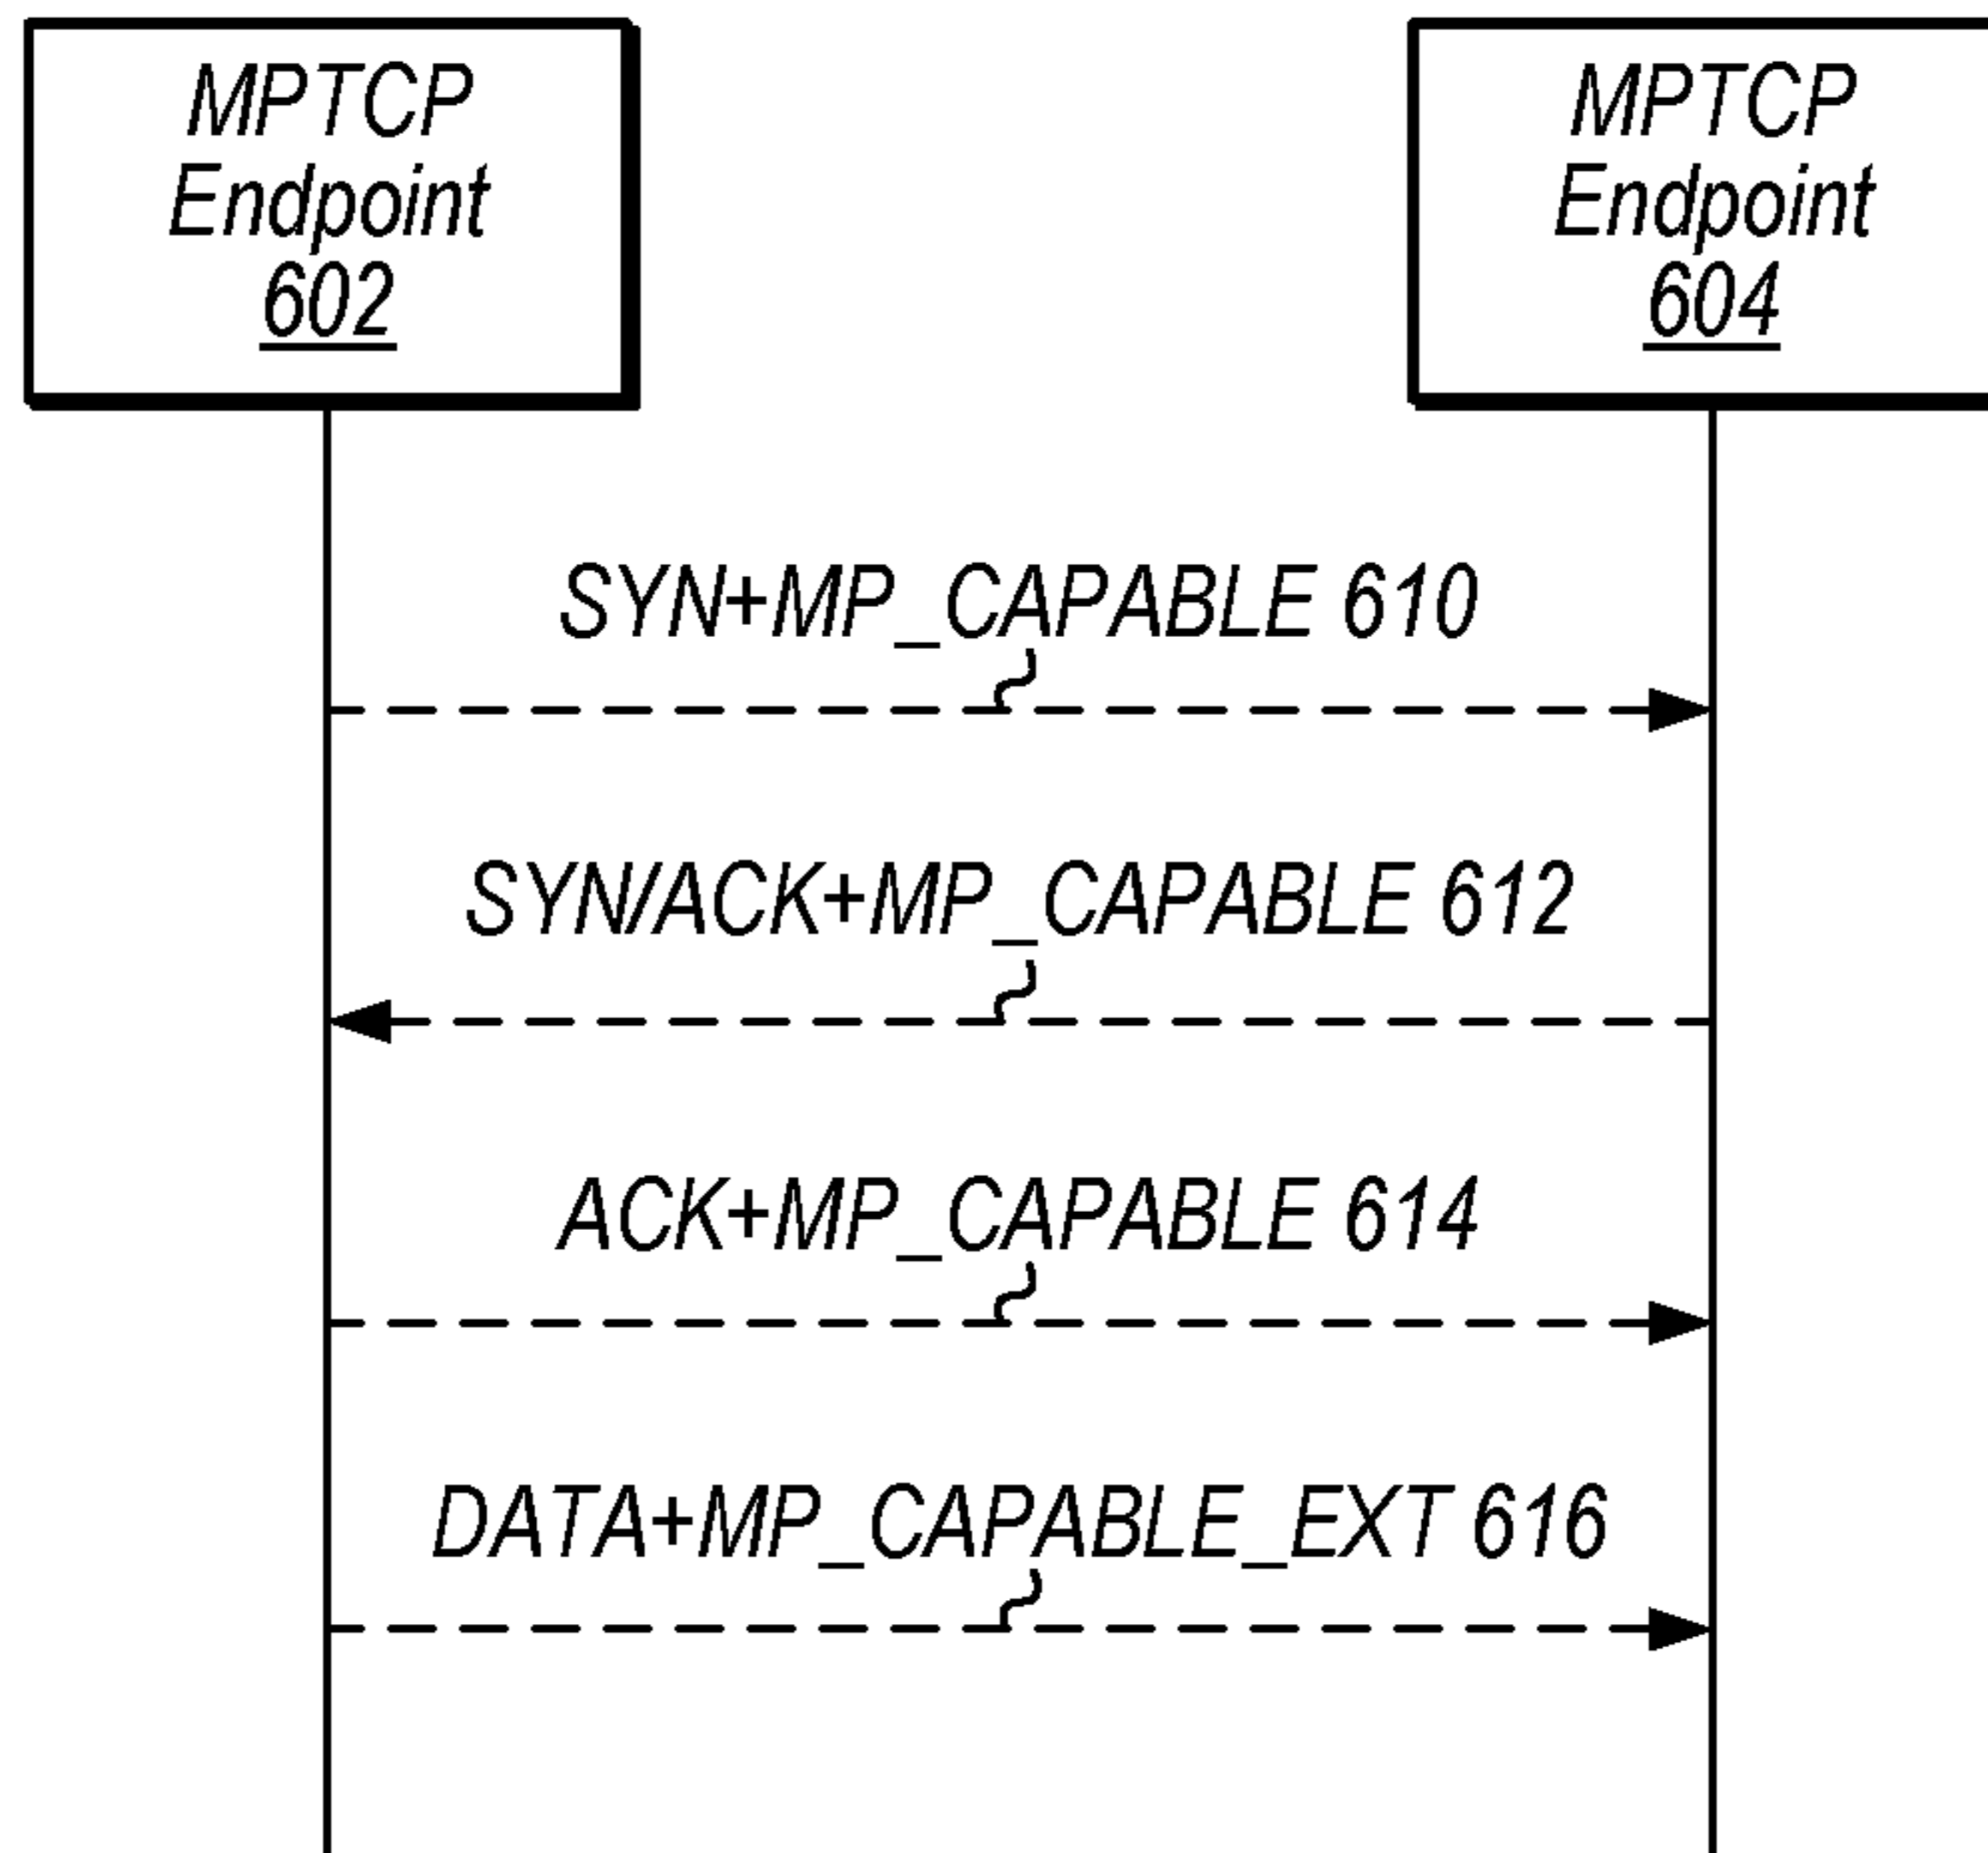 MPTCP
Endpoint
602
MPTCP
Endpoint
604
SYN+MP_CAPABLE 610
SYN/ACK+MP_CAPABLE 612
ACK+MP_CAPABLE 614
DATA+MP_CAPABLE_EXT 616